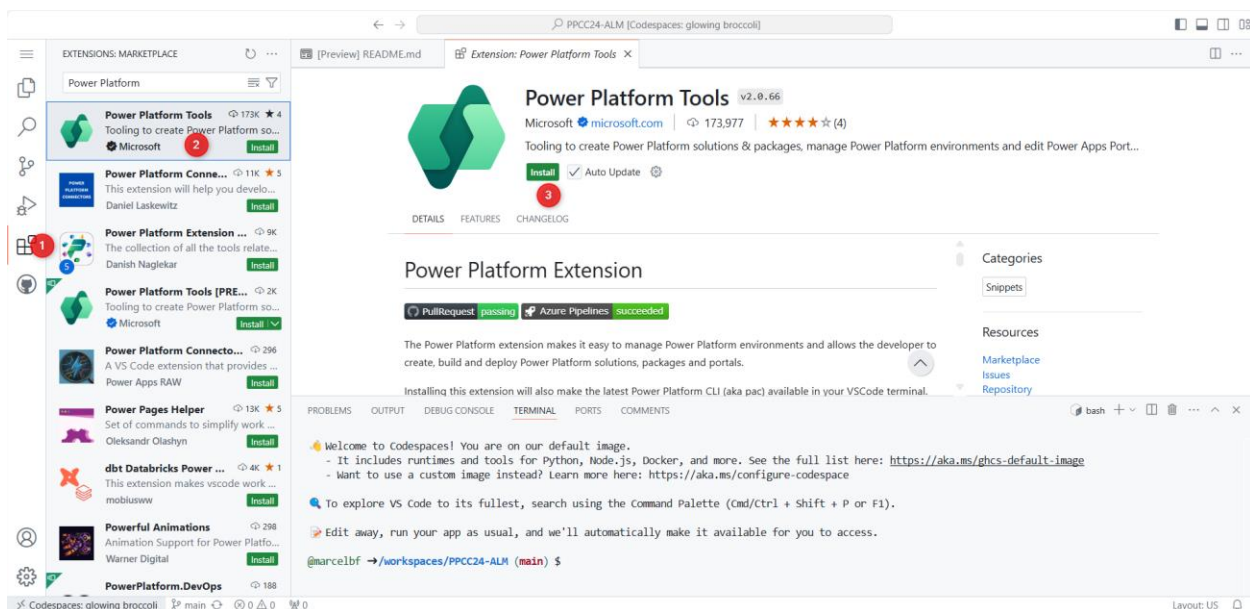 PPCC24-ALM [Codespaces: glowing broccoli]
EXTENSIONS: MARKETPLACE
Power Platform
Power Platform Tools 173K ★ 4
Tooling to create Power Platform so...
Microsoft 2 Install
Power Platform Conne... 11K ★ 5
This extension will help you develo...
Daniel Laskewitz Install
Power Platform Extension ... 9K
The collection of all the tools relate...
Danish Naglekar Install
1
5
Power Platform Tools [PRE... 2K
Tooling to create Power Platform so...
Microsoft Install
Power Platform Connecto... 296
A VS Code extension that provides ...
Power Apps RAW Install
Power Pages Helper 13K ★ 5
Set of commands to simplify work ...
Oleksandr Olashyn Install
dbt Databricks Power ... 4K ★ 1
This extension makes vscode work ...
mobiusww Install
Powerful Animations 298
Animation Support for Power Platfo...
Warner Digital Install
PowerPlatform.DevOps 188
[Preview] README.md Extension: Power Platform Tools ×
Power Platform Tools v2.0.66
Microsoft microsoft.com 173,977 ★★★★☆ (4)
Tooling to create Power Platform solutions & packages, manage Power Platform environments and edit Power Apps Port...
Install Auto Update
3
DETAILS FEATURES CHANGELOG
Power Platform Extension
PullRequest passing Azure Pipelines succeeded
The Power Platform extension makes it easy to manage Power Platform environments and allows the developer to
create, build and deploy Power Platform solutions, packages and portals.
Installing this extension will also make the latest Power Platform CLI (aka pac) available in your VSCode terminal.
Categories
Snippets
Resources
Marketplace
Issues
Repository
PROBLEMS OUTPUT DEBUG CONSOLE TERMINAL PORTS COMMENTS
bash
👋 Welcome to Codespaces! You are on our default image.
- It includes runtimes and tools for Python, Node.js, Docker, and more. See the full list here: https://aka.ms/ghcs-default-image
- Want to use a custom image instead? Learn more here: https://aka.ms/configure-codespace
🔍 To explore VS Code to its fullest, search using the Command Palette (Cmd/Ctrl + Shift + P or F1).
📝 Edit away, run your app as usual, and we'll automatically make it available for you to access.
@marcelbf ➜/workspaces/PPCC24-ALM (main) $
Codespaces: glowing broccoli main 0 0 0 Layout: US